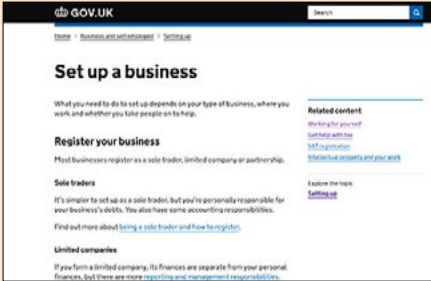 GOV.UK
Search
Home > Business and self-employed > Setting up
Set up a business
What you need to do to set up depends on your type of business, where you
work and whether you take people on to help.
Register your business
Most businesses register as a sole trader, limited company or partnership.
Sole traders
It's simpler to set up as a sole trader, but you're personally responsible for
your business's debts. You also have some accounting responsibilities.
Find out more about being a sole trader and how to register.
Limited companies
If you form a limited company, its finances are separate from your personal
finances, but there are more reporting and management responsibilities.
Related content
Working for yourself
Get help with tax
VAT registration
Intellectual property and your work
Explore the topic
Setting up